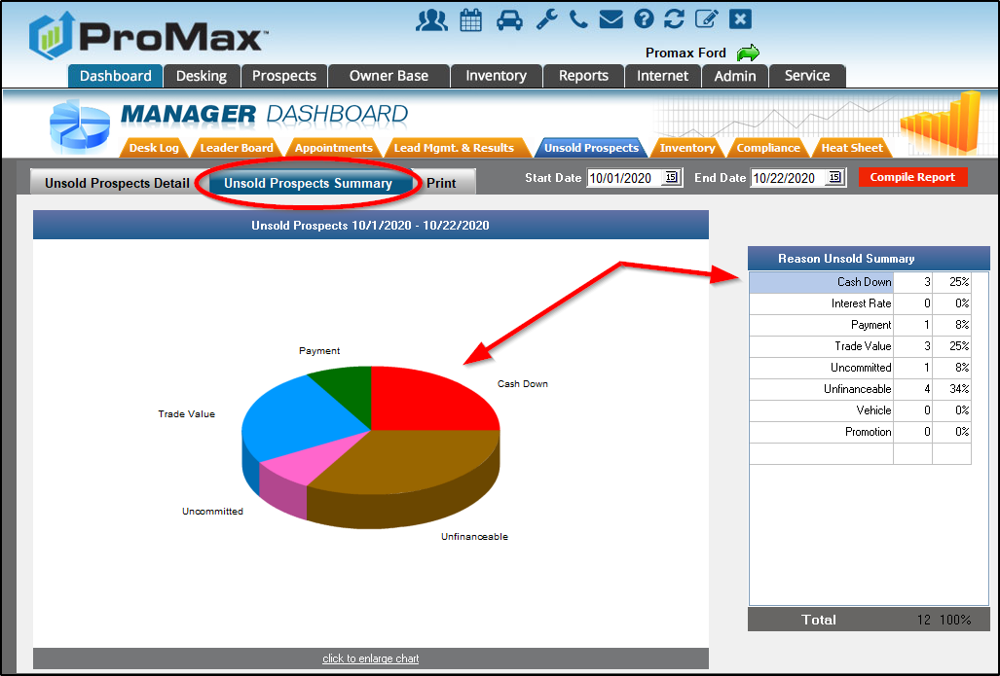 ProMax™
Promax Ford
Dashboard Desking Prospects Owner Base Inventory Reports Internet Admin Service
MANAGER DASHBOARD
Desk Log Leader Board Appointments Lead Mgmt. & Results Unsold Prospects Inventory Compliance Heat Sheet
Unsold Prospects Detail Unsold Prospects Summary Print Start Date 10/01/2020 15 End Date 10/22/2020 15 Compile Report
Unsold Prospects 10/1/2020 - 10/22/2020
Payment
Cash Down
Trade Value
Uncommitted
Unfinanceable
click to enlarge chart
Reason Unsold Summary
Cash Down 3 25%
Interest Rate 0 0%
Payment 1 8%
Trade Value 3 25%
Uncommitted 1 8%
Unfinanceable 4 34%
Vehicle 0 0%
Promotion 0 0%
Total 12 100%